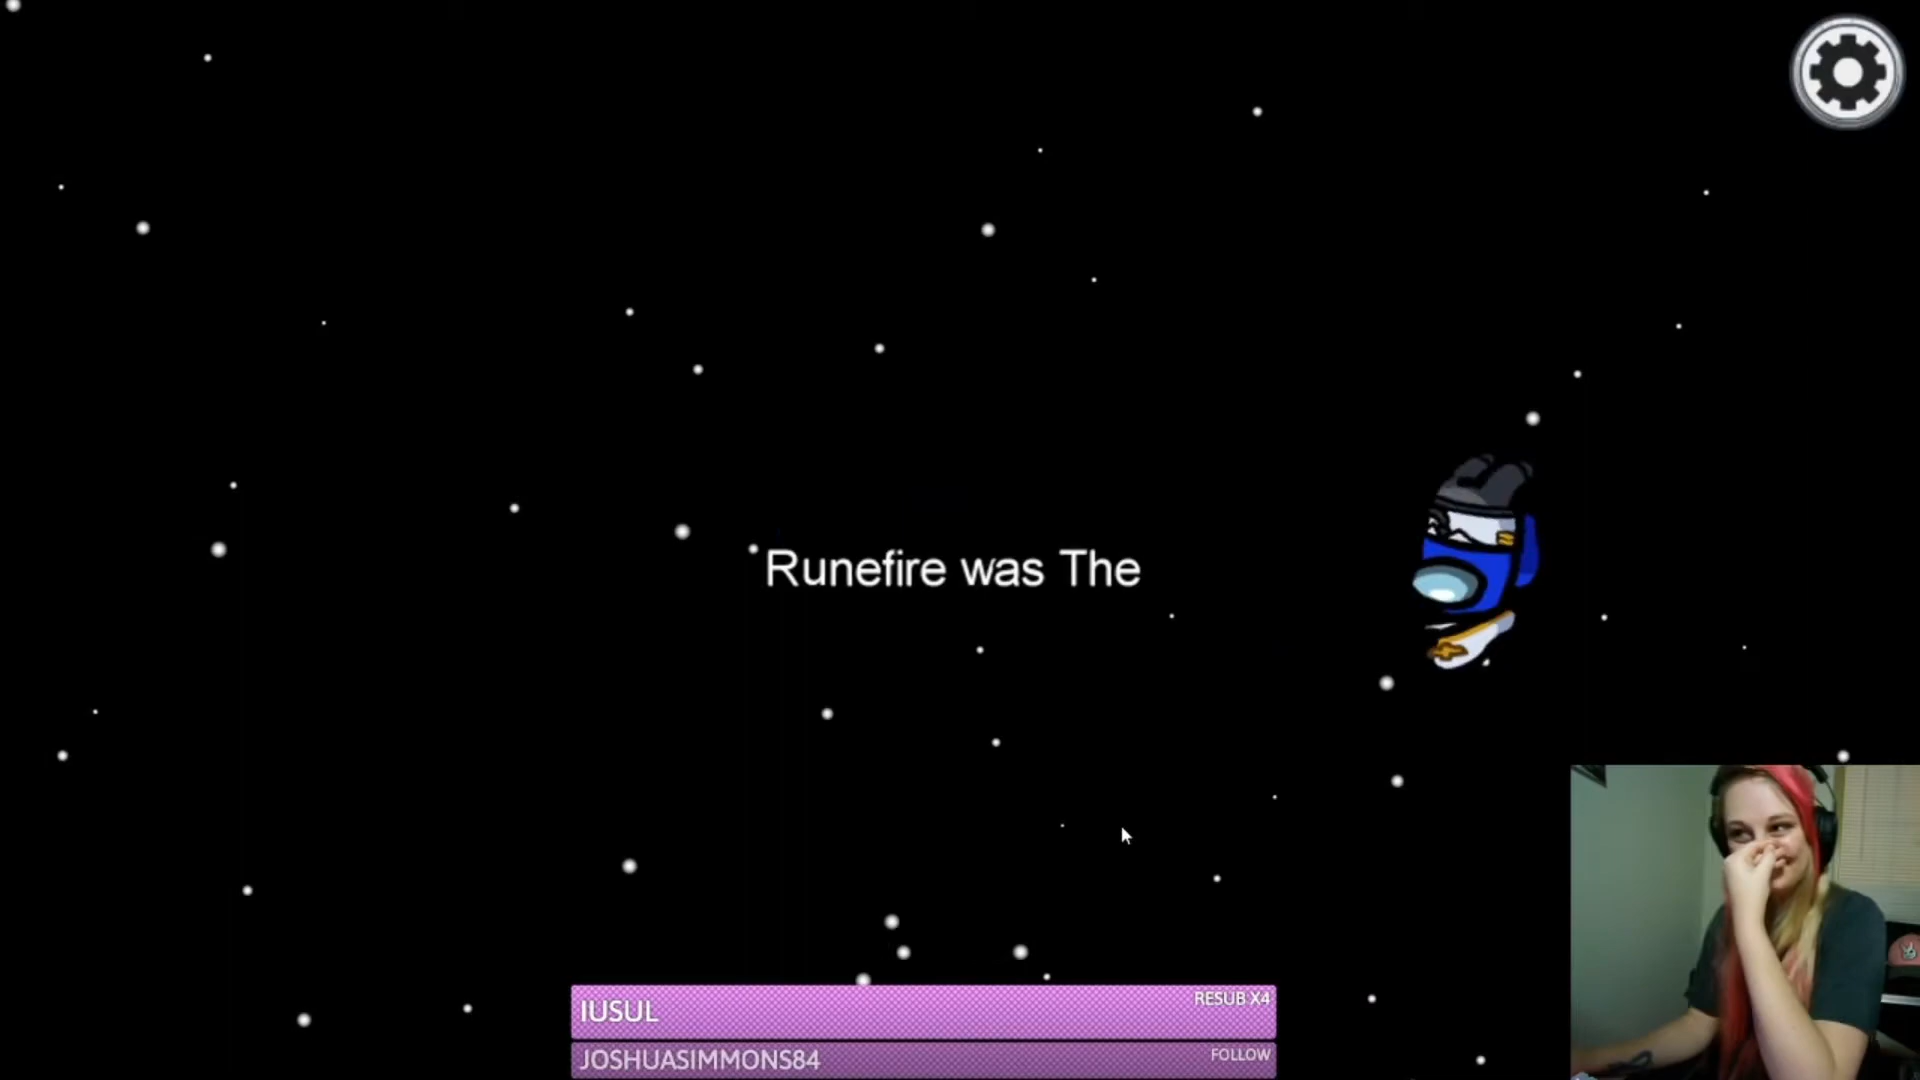 Runefire was The
IUSUL
RESUB X4
JOSHUASIMMONS84
FOLLOW